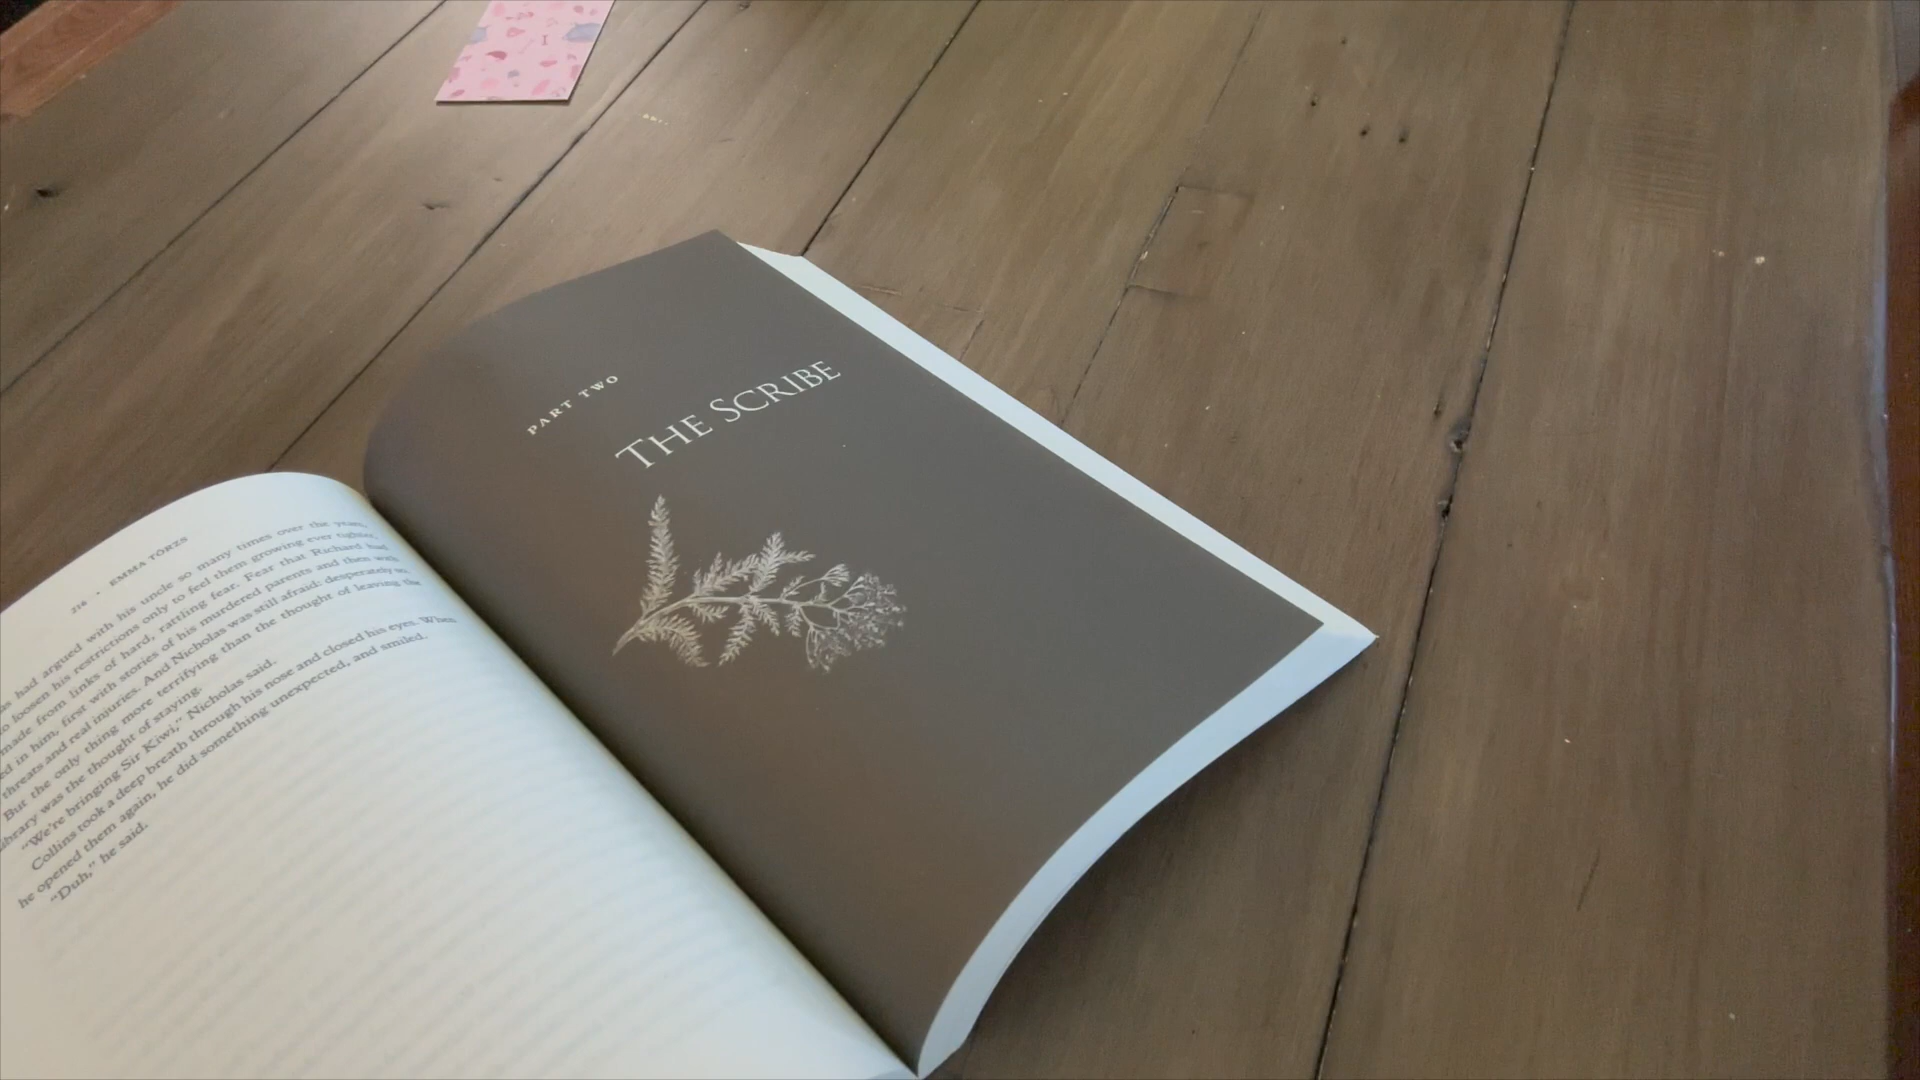 216 • EMMA TÖRZS
had argued with his uncle so many times over the years,
loosen his restrictions only to feel them growing ever tighter,
made from links of hard, rattling fear. Fear that Richard had
in him, first with stories of his murdered parents and then with
threats and real injuries. And Nicholas was still afraid: desperately so.
But the only thing more terrifying than the thought of leaving the
library was the thought of staying.
“We’re bringing Sir Kiwi,” Nicholas said.
Collins took a deep breath through his nose and closed his eyes. When
he opened them again, he did something unexpected, and smiled.
“Duh,” he said.
PART TWO
THE SCRIBE